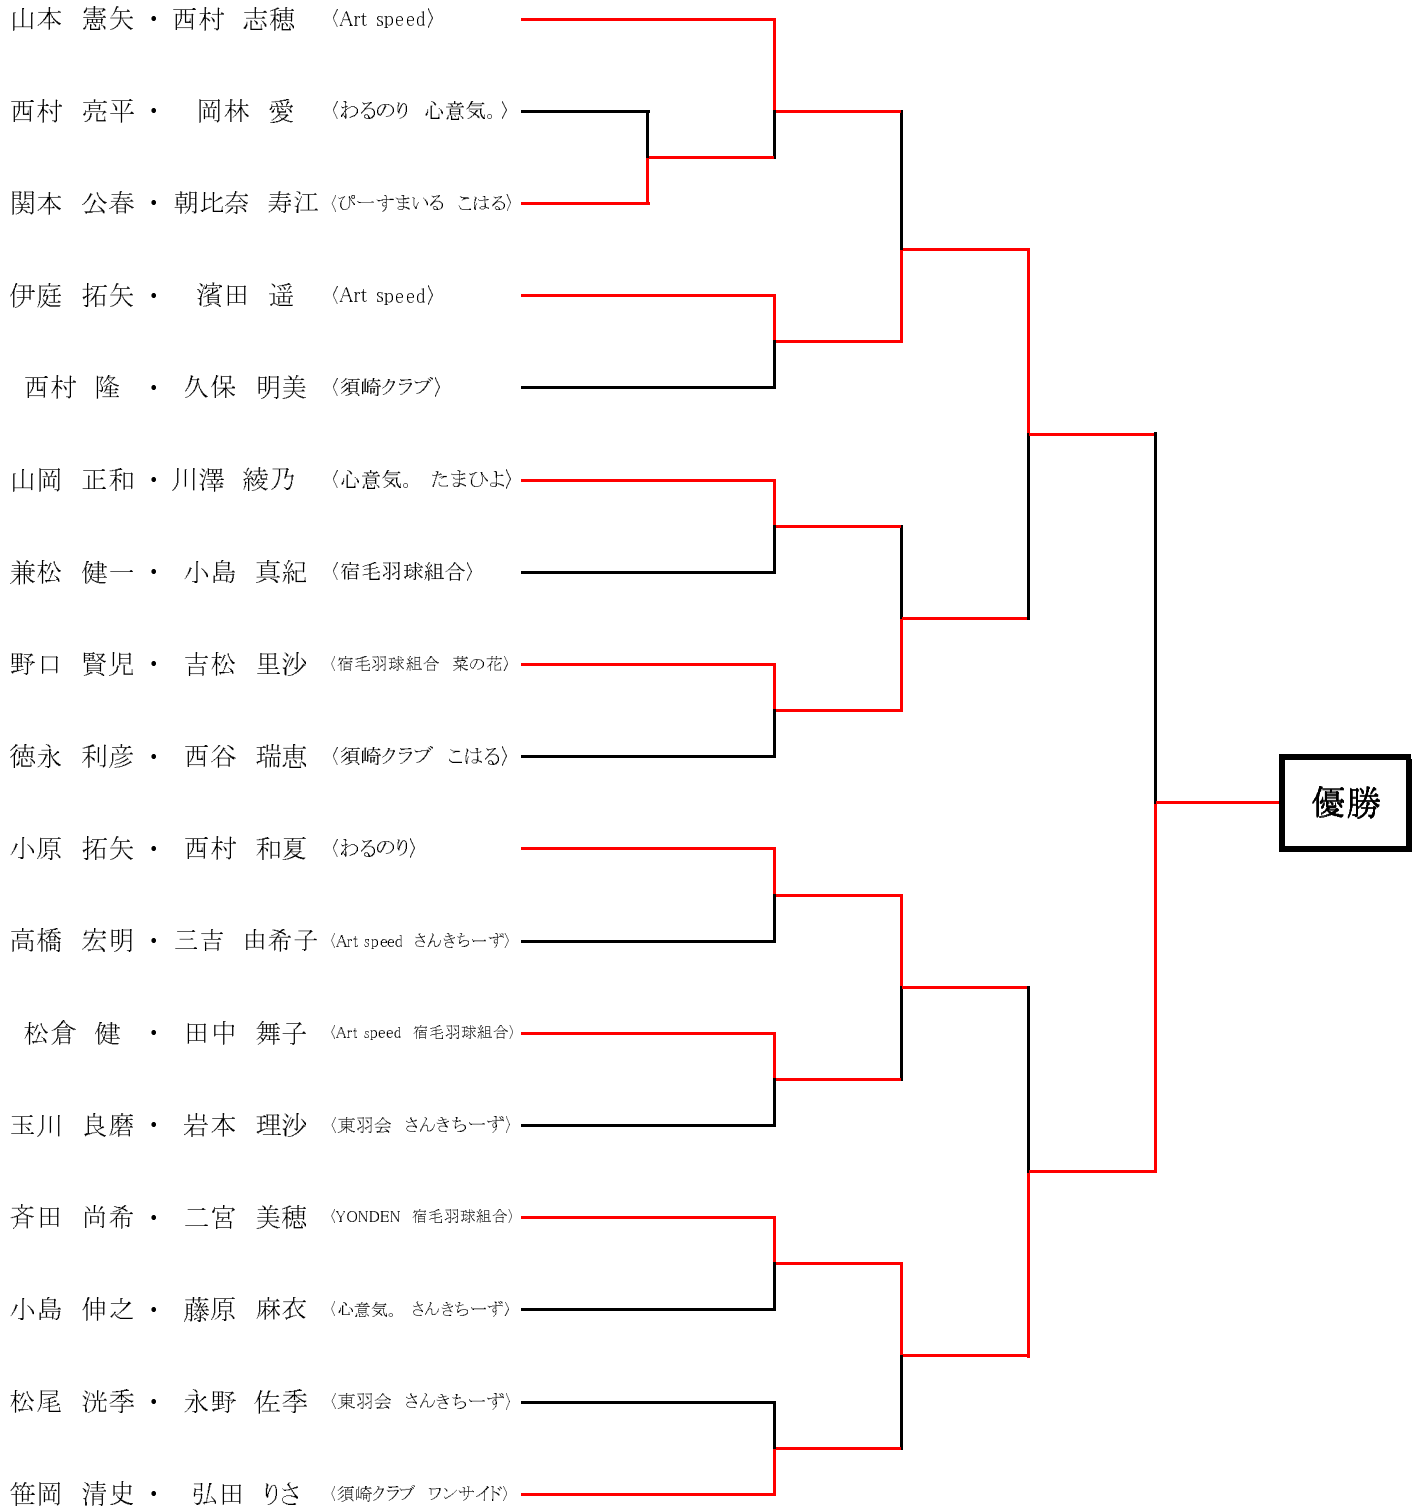 山本 憲矢・西村 志穂 〈Art speed〉
西村 亮平・ 岡林 愛 〈わるのり 心意気。〉
関本 公春・朝比奈 寿江〈ぴーすまいる こはる〉
伊庭 拓矢・ 濱田 遥 〈Art speed〉
西村 隆 ・ 久保 明美 〈須崎クラブ〉
山岡 正和・川澤 綾乃 〈心意気。 たまひよ〉
兼松 健一・ 小島 真紀 〈宿毛羽球組合〉
野口 賢児・ 吉松 里沙 〈宿毛羽球組合 菜の花〉
徳永 利彦・ 西谷 瑞恵 〈須崎クラブ こはる〉
優勝
小原 拓矢・ 西村 和夏 〈わるのり〉
高橋 宏明・三吉 由希子〈Art speed さんきちーず〉
松倉 健 ・ 田中 舞子 〈Art speed 宿毛羽球組合〉
玉川 良磨・ 岩本 理沙 〈東羽会 さんきちーず〉
斉田 尚希・ 二宮 美穂 〈YONDEN 宿毛羽球組合〉
小島 伸之・ 藤原 麻衣 〈心意気。 さんきちーず〉
松尾 洸季・ 永野 佐季 〈東羽会 さんきちーず〉
笹岡 清史・ 弘田 りさ 〈須崎クラブ ワンサイド〉